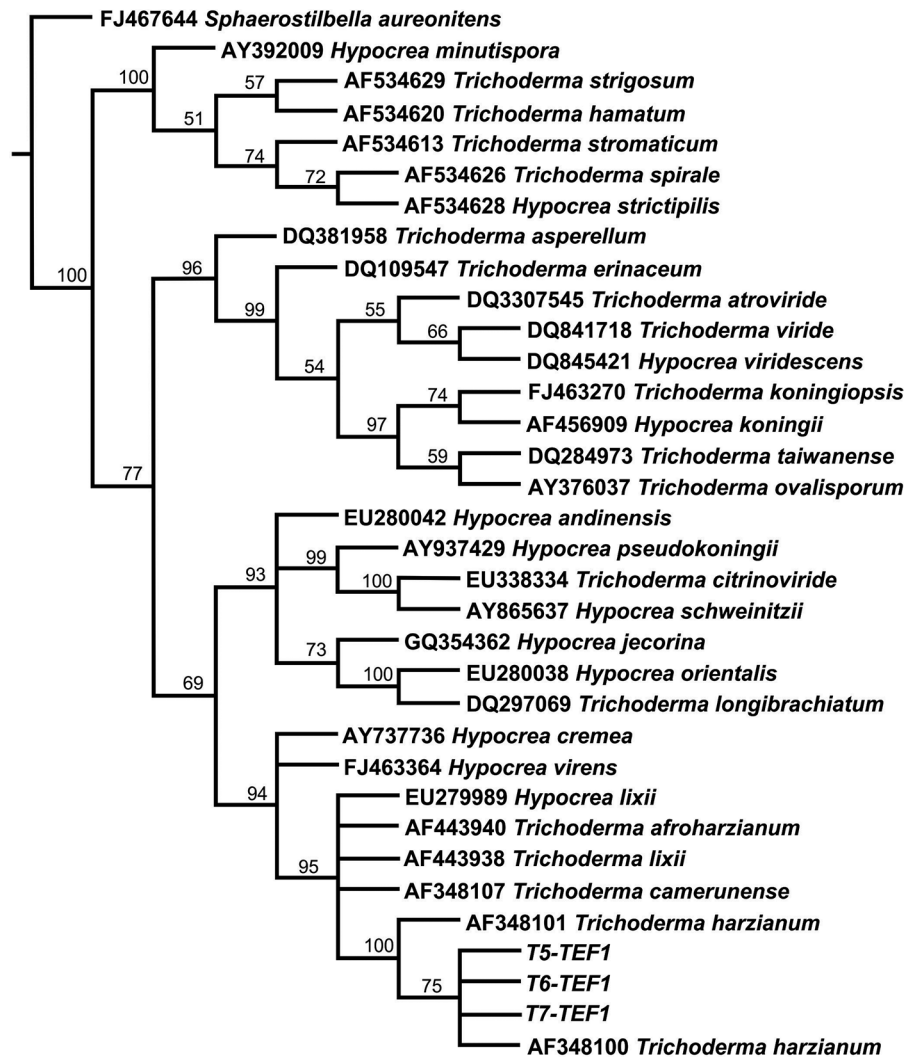 FJ467644 Sphaerostilbella aureonitens
AY392009 Hypocrea minutispora
100
57
AF534629 Trichoderma strigosum
AF534620 Trichoderma hamatum
51
AF534613 Trichoderma stromaticum
74
72
AF534626 Trichoderma spirale
AF534628 Hypocrea strictipilis
DQ381958 Trichoderma asperellum
100
96
DQ109547 Trichoderma erinaceum
99
55
DQ3307545 Trichoderma atroviride
66
DQ841718 Trichoderma viride
DQ845421 Hypocrea viridescens
54
74
FJ463270 Trichoderma koningiopsis
AF456909 Hypocrea koningii
97
59
DQ284973 Trichoderma taiwanense
AY376037 Trichoderma ovalisporum
77
EU280042 Hypocrea andinensis
99
AY937429 Hypocrea pseudokoningii
93
100
EU338334 Trichoderma citrinoviride
AY865637 Hypocrea schweinitzii
73
GQ354362 Hypocrea jecorina
100
EU280038 Hypocrea orientalis
DQ297069 Trichoderma longibrachiatum
69
AY737736 Hypocrea cremea
FJ463364 Hypocrea virens
94
EU279989 Hypocrea lixii
AF443940 Trichoderma afroharzianum
AF443938 Trichoderma lixii
95
AF348107 Trichoderma camerunense
AF348101 Trichoderma harzianum
100
T5-TEF1
75
T6-TEF1
T7-TEF1
AF348100 Trichoderma harzianum